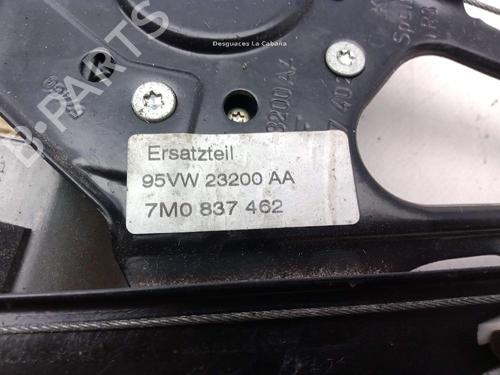 Desguaces La Cabaña
B-PARTS
Ersatzteil
95VW 23200 AA
7M0 837 462